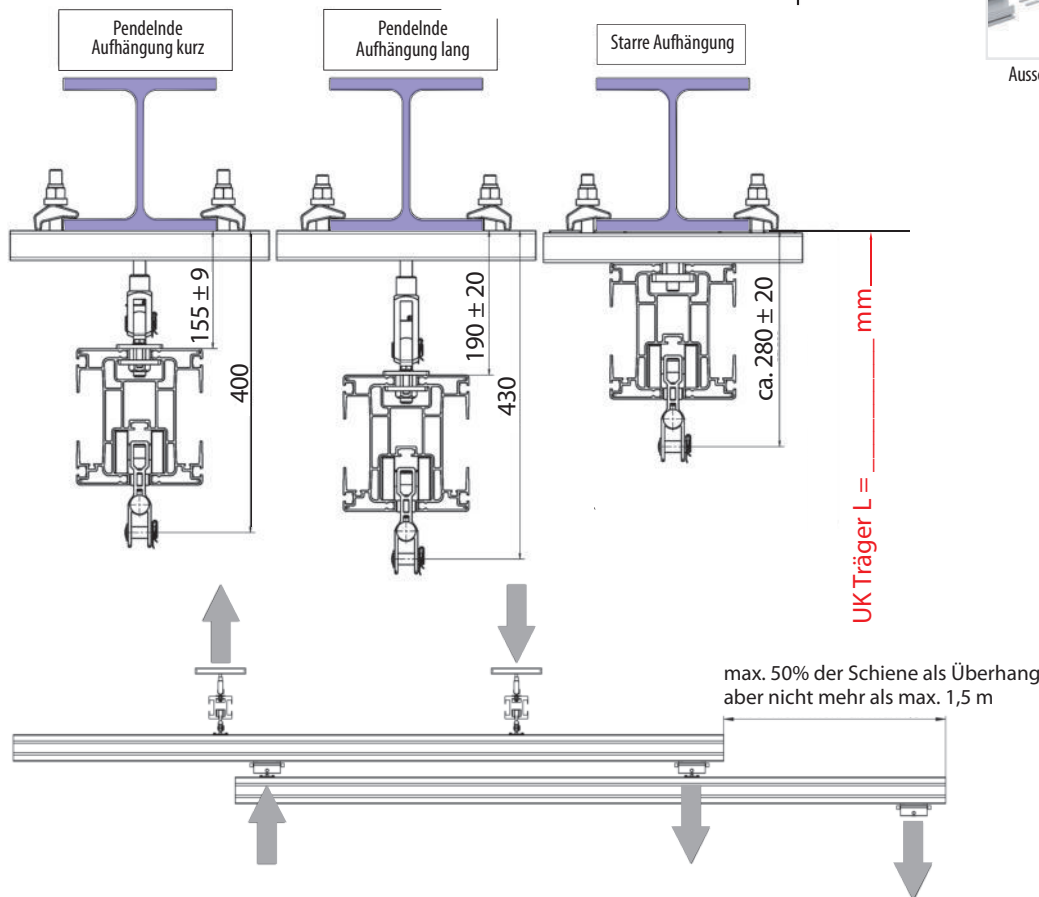 Pendelnde
Aufhängung kurz
Pendelnde
Aufhängung lang
Starre Aufhängung
155 ± 9
400
190 ± 20
430
ca. 280 ± 20
UK Träger L = __________ mm
max. 50% der Schiene als Überhang
aber nicht mehr als max. 1,5 m